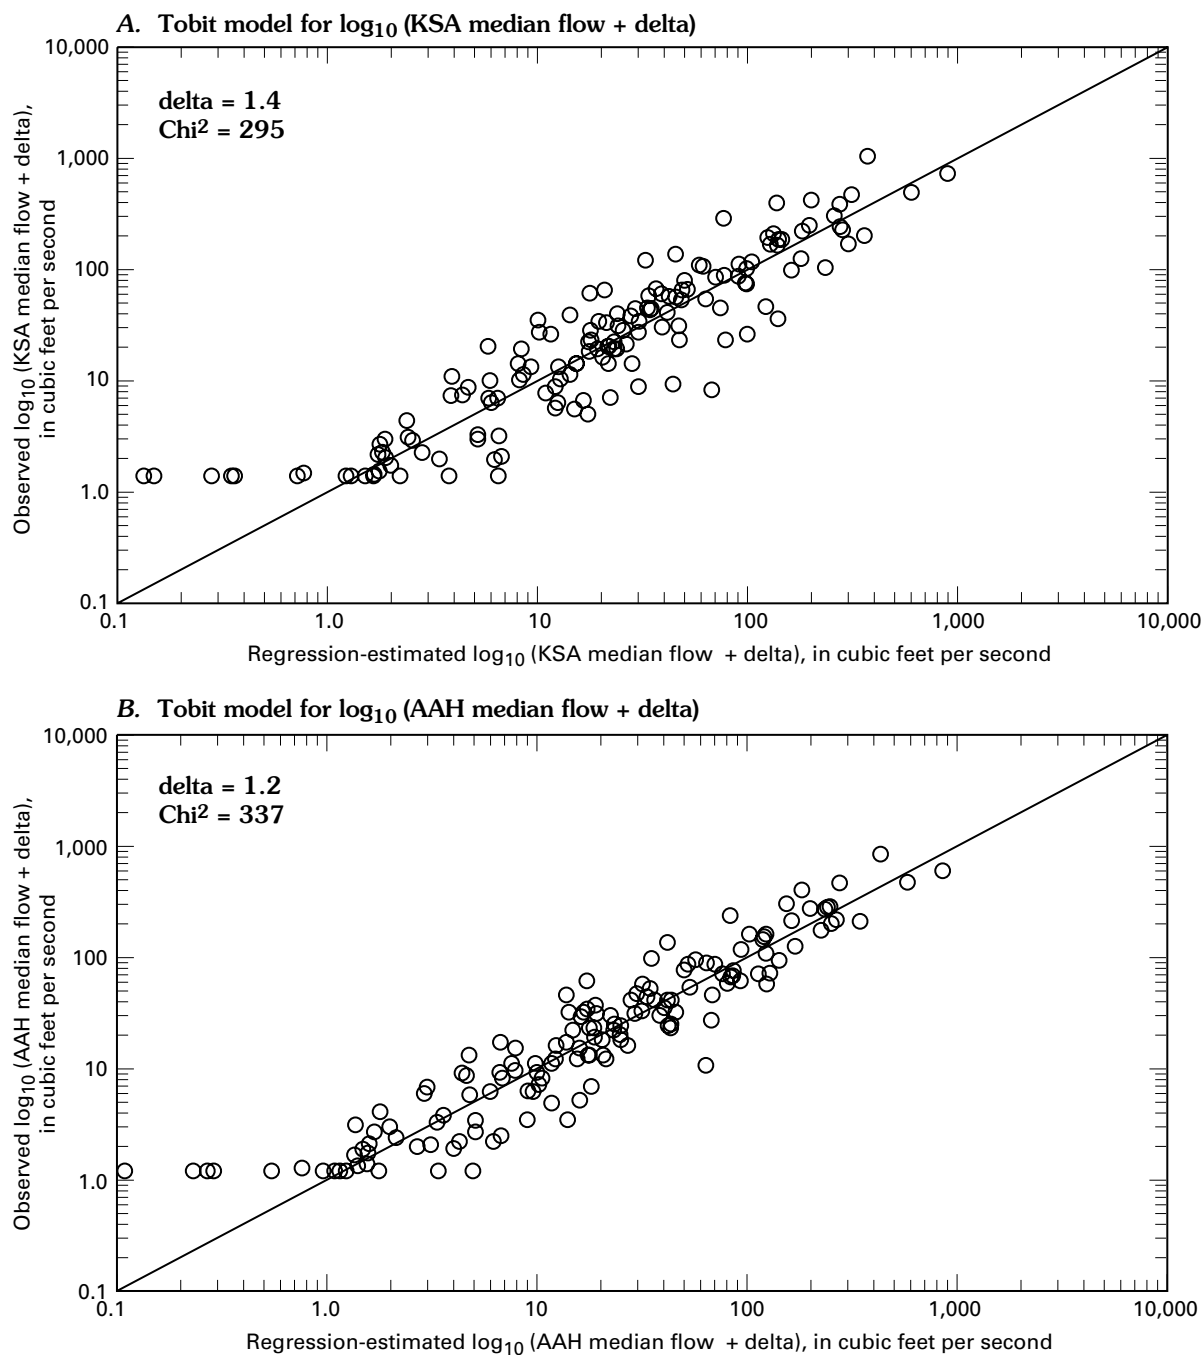 A. Tobit model for log10 (KSA median flow + delta)
10,000
1,000
100
10
1.0
0.1
Observed log10 (KSA median flow + delta),
in cubic feet per second
delta = 1.4
Chi² = 295
0.1 1.0 10 100 1,000 10,000
Regression-estimated log10 (KSA median flow + delta), in cubic feet per second
B. Tobit model for log10 (AAH median flow + delta)
10,000
1,000
100
10
1.0
0.1
Observed log10 (AAH median flow + delta),
in cubic feet per second
delta = 1.2
Chi² = 337
0.1 1.0 10 100 1,000 10,000
Regression-estimated log10 (AAH median flow + delta), in cubic feet per second